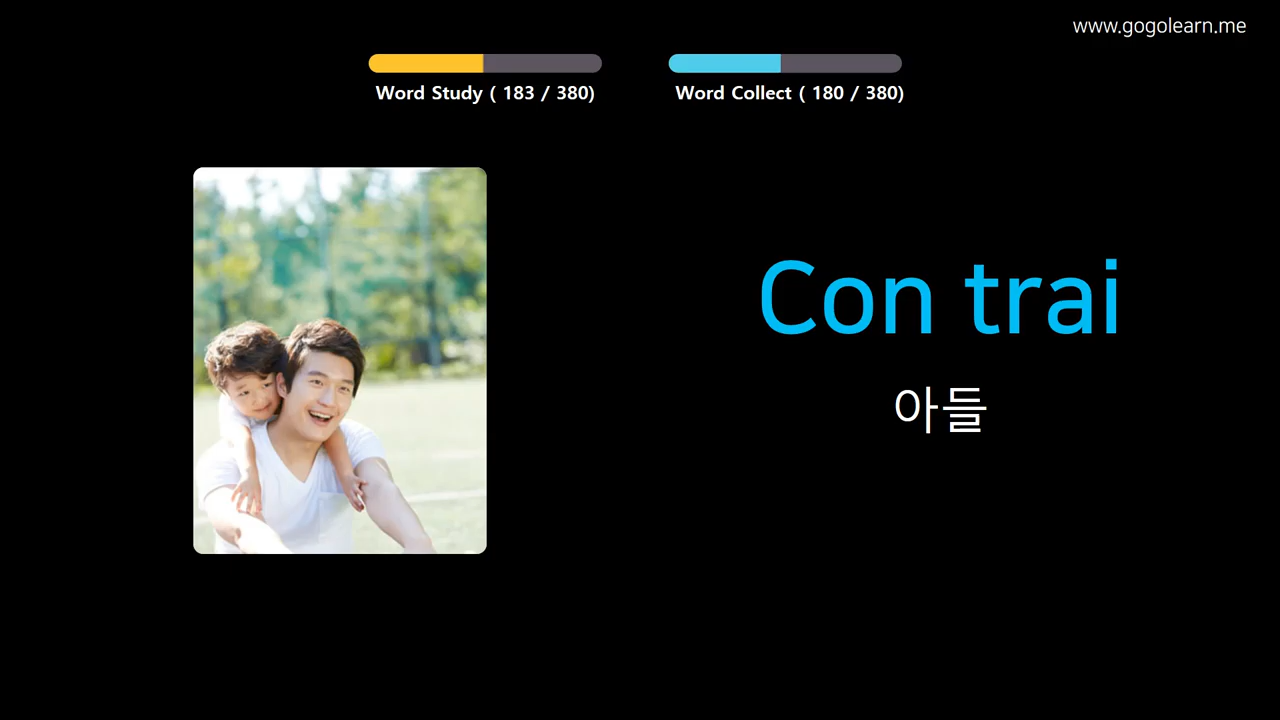 www.gogolearn.me
Word Study ( 183 / 380)
Word Collect ( 180 / 380)
Con trai
아들